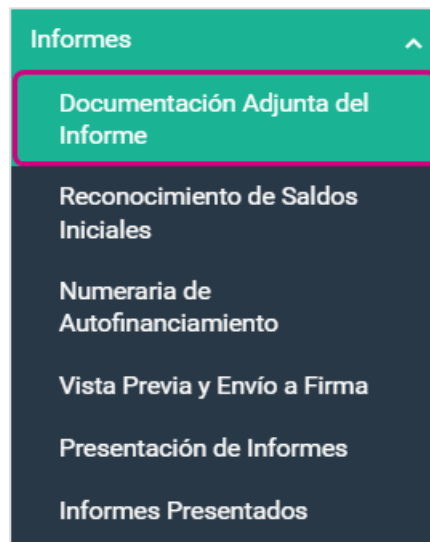 Informes
Documentación Adjunta del
Informe
Reconocimiento de Saldos
Iniciales
Numeraria de
Autofinanciamiento
Vista Previa y Envío a Firma
Presentación de Informes
Informes Presentados